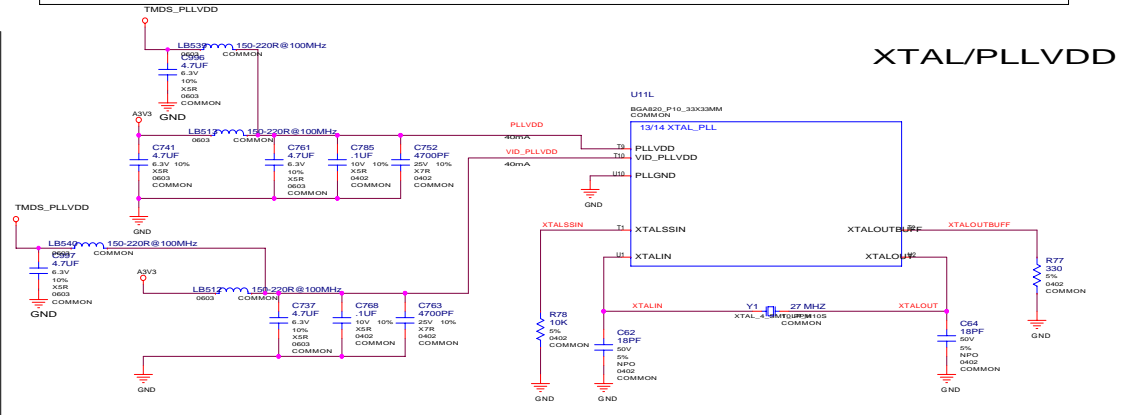 TMDS_PLLVDD
XTAL/PLLVDD
LB539 150-220R@100MHz
0603 COMMON
C996
4.7UF
6.3V
10%
X5R
0603
COMMON
GND
A3V3
LB513 150-220R@100MHz
0603 COMMON
C741
4.7UF
6.3V 10%
X5R
0603
COMMON
C761
4.7UF
6.3V
10%
X5R
0603
COMMON
C785
.1UF
10V 10%
X5R
0402
COMMON
C752
4700PF
25V 10%
X7R
0402
COMMON
GND
PLLVDD
40mA
VID_PLLVDD
40mA
U11L
BGA820_P10_33X33MM
COMMON
13/14 XTAL_PLL
T9 PLLVDD
T10 VID_PLLVDD
U10 PLLGND
GND
XTALSSIN T1 XTALSSIN
XTALOUTBUFF T2 XTALOUTBUFF
U1 XTALIN
XTALOUT U2
TMDS_PLLVDD
LB540 150-220R@100MHz
0603 COMMON
C997
4.7UF
6.3V
10%
X5R
0603
COMMON
GND
A3V3
LB512 150-220R@100MHz
0603 COMMON
C737
4.7UF
6.3V
10%
X5R
0603
COMMON
C768
.1UF
10V 10%
X5R
0402
COMMON
C763
4700PF
25V 10%
X7R
0402
COMMON
GND
R78
10K
5%
0402
COMMON
GND
XTALIN
C62
18PF
50V
5%
NPO
0402
COMMON
GND
Y1 27 MHZ
COMMON
XTALOUT
C64
18PF
50V
5%
NPO
0402
COMMON
GND
R77
330
5%
0402
COMMON
GND